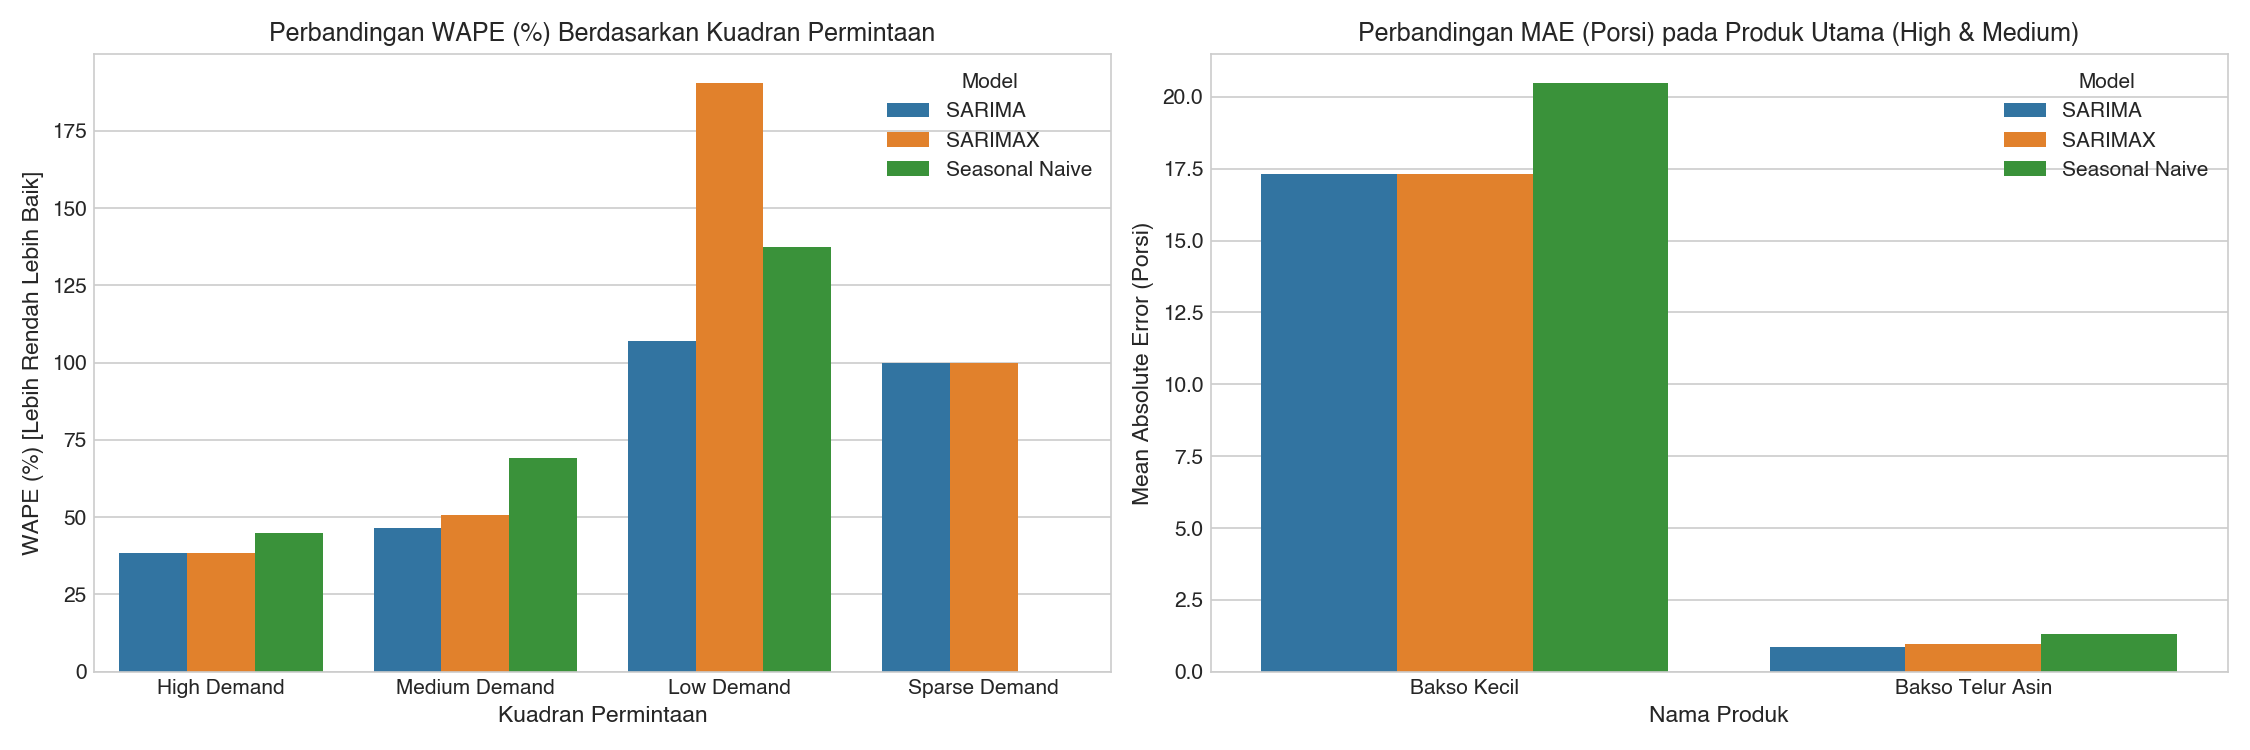 Perbandingan WAPE (%) Berdasarkan Kuadran Permintaan
WAPE (%) [Lebih Rendah Lebih Baik]
175
150
125
100
75
50
25
0
Model
SARIMA
SARIMAX
Seasonal Naive
High Demand
Medium Demand
Low Demand
Sparse Demand
Kuadran Permintaan
Perbandingan MAE (Porsi) pada Produk Utama (High & Medium)
Mean Absolute Error (Porsi)
20.0
17.5
15.0
12.5
10.0
7.5
5.0
2.5
0.0
Model
SARIMA
SARIMAX
Seasonal Naive
Bakso Kecil
Bakso Telur Asin
Nama Produk